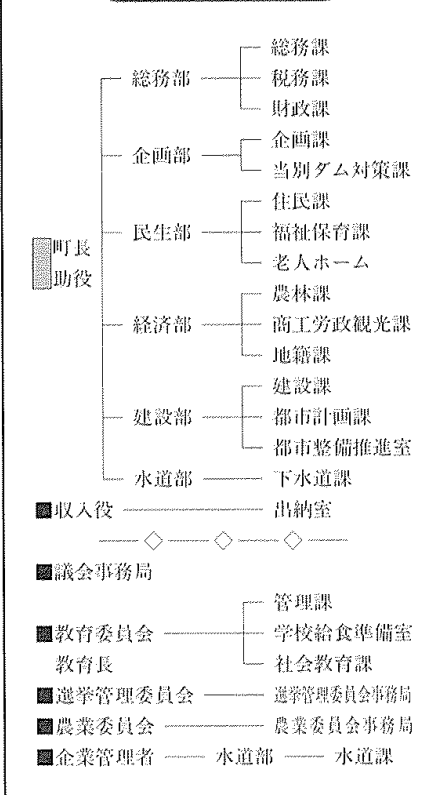 総務課
総務部 税務課
財政課
企画課
企画部
当別ダム対策課
住民課
民生部 福祉保育課
老人ホーム
町長
助役
農林課
経済部 商工労政観光課
地籍課
建設課
建設部 都市計画課
都市整備推進室
水道部 下水道課
■収入役 出納室
■議会事務局
管理課
■教育委員会 学校給食準備室
教育長 社会教育課
■選挙管理委員会 選挙管理委員会事務局
■農業委員会 農業委員会事務局
■企業管理者 水道部 水道課